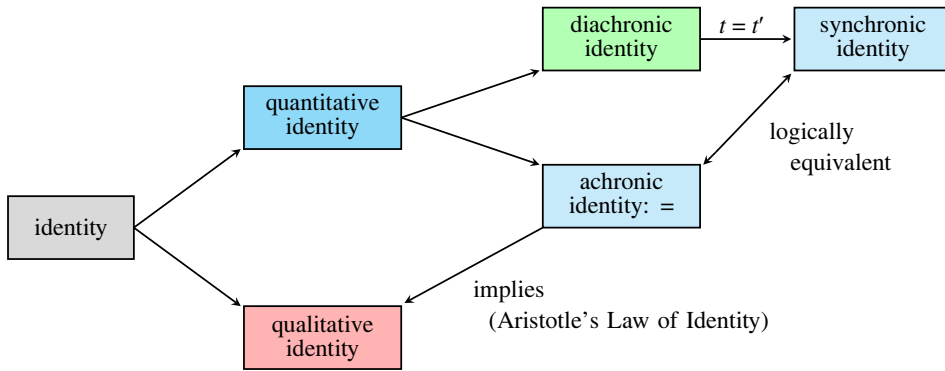 diachronic
identity
t = t′
synchronic
identity
quantitative
identity
logically
equivalent
achronic
identity: =
identity
implies
(Aristotle's Law of Identity)
qualitative
identity